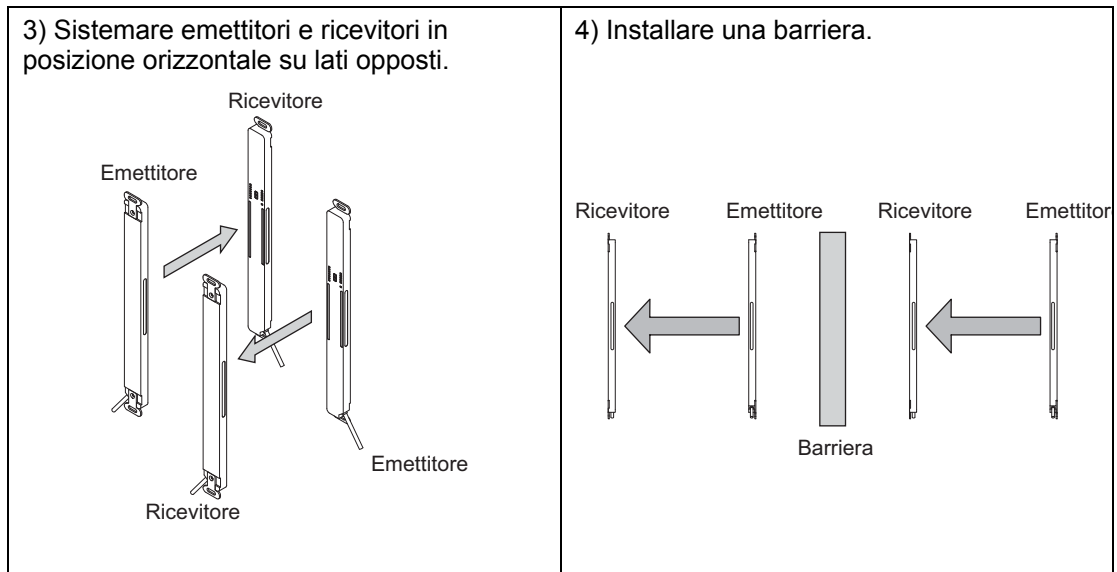 3) Sistemare emettitori e ricevitori in
posizione orizzontale su lati opposti.
Ricevitore
Emettitore
Emettitore
Ricevitore
4) Installare una barriera.
Ricevitore
Emettitore
Ricevitore
Emettitor
Barriera